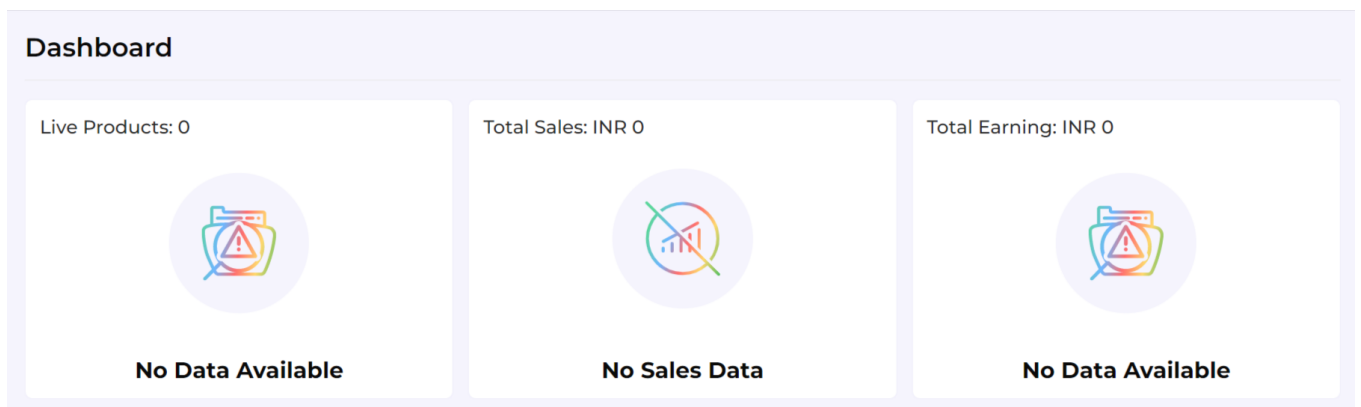 Dashboard
Live Products: 0
Total Sales: INR 0
Total Earning: INR 0
No Data Available
No Sales Data
No Data Available